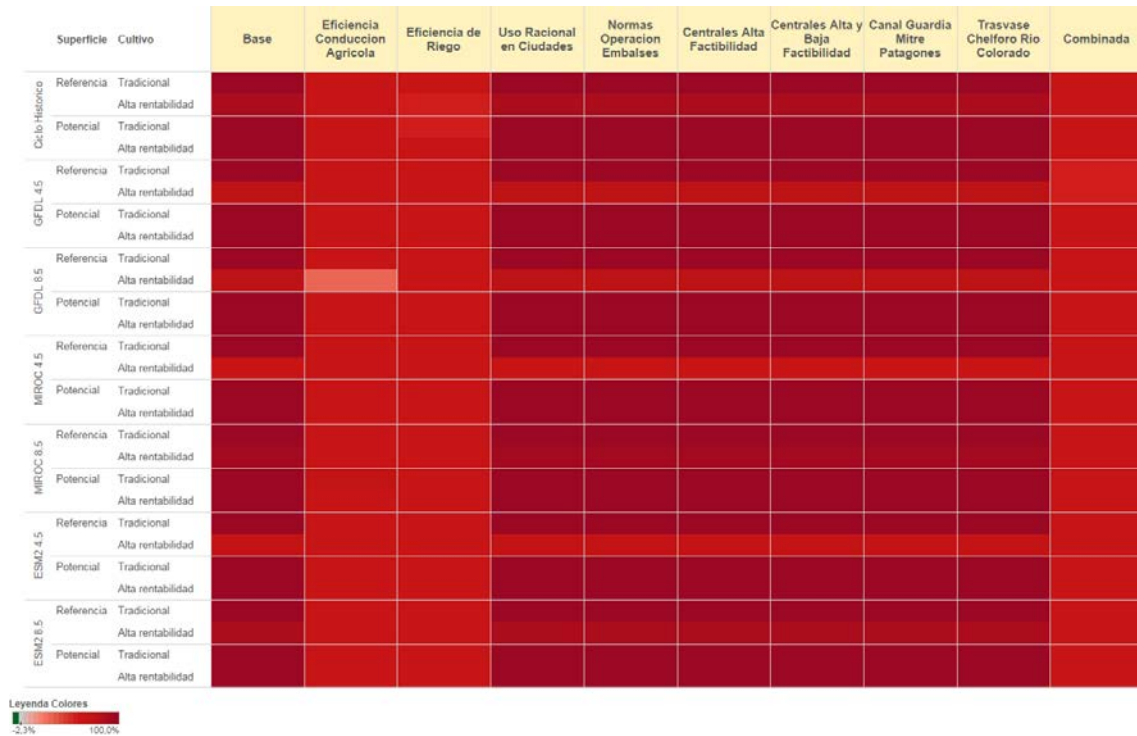 Superficie Cultivo Base Eficiencia Conduccion Agricola Eficiencia de Riego Uso Racional en Ciudades Normas Operacion Embalses Centrales Alta Factibilidad Centrales Alta y Baja Factibilidad Canal Guardia Mitre Patagones Trasvase Chelforo Rio Colorado Combinada
Ciclo Historico
Referencia Tradicional
Alta rentabilidad
Potencial Tradicional
Alta rentabilidad
GFDL 4.5
Referencia Tradicional
Alta rentabilidad
Potencial Tradicional
Alta rentabilidad
GFDL 8.5
Referencia Tradicional
Alta rentabilidad
Potencial Tradicional
Alta rentabilidad
MIROC 4.5
Referencia Tradicional
Alta rentabilidad
Potencial Tradicional
Alta rentabilidad
MIROC 8.5
Referencia Tradicional
Alta rentabilidad
Potencial Tradicional
Alta rentabilidad
ESM2 4.5
Referencia Tradicional
Alta rentabilidad
Potencial Tradicional
Alta rentabilidad
ESM2 8.5
Referencia Tradicional
Alta rentabilidad
Potencial Tradicional
Alta rentabilidad
Leyenda Colores
-2,3% 100,0%